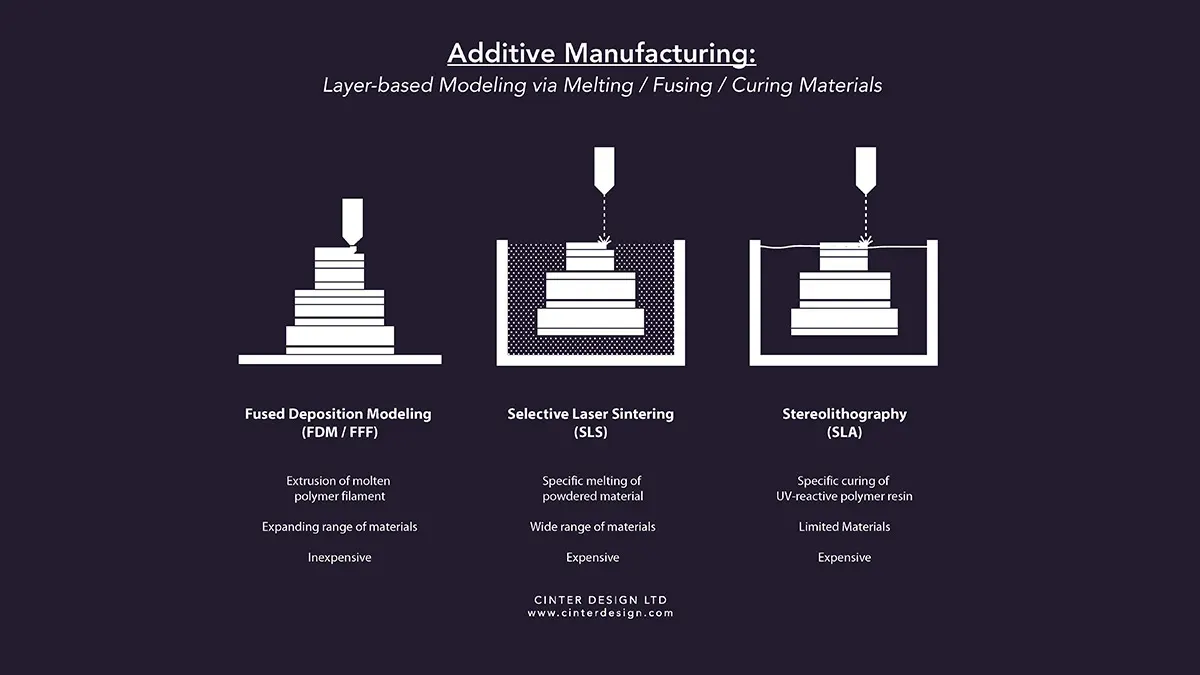 Additive Manufacturing:
Layer-based Modeling via Melting / Fusing / Curing Materials
Fused Deposition Modeling
(FDM / FFF)
Extrusion of molten
polymer filament
Expanding range of materials
Inexpensive
Selective Laser Sintering
(SLS)
Specific melting of
powdered material
Wide range of materials
Expensive
Stereolithography
(SLA)
Specific curing of
UV-reactive polymer resin
Limited Materials
Expensive
CINTER DESIGN LTD
www.cinterdesign.com